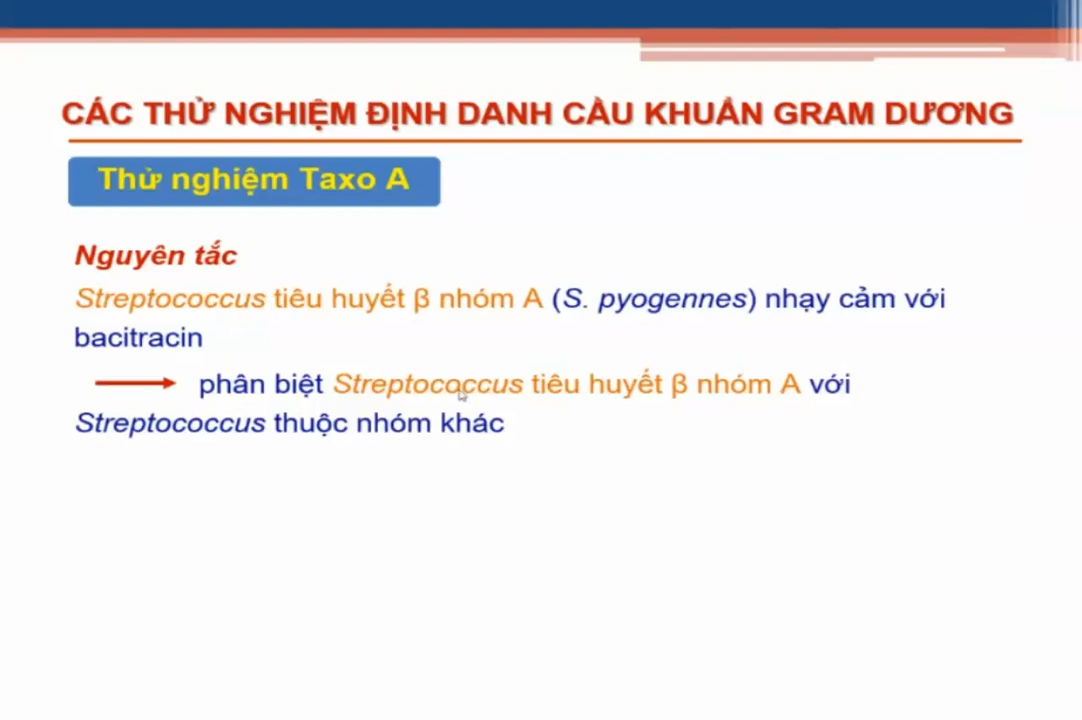 CÁC THỬ NGHIỆM ĐỊNH DANH CẦU KHUẨN GRAM DƯƠNG
Thử nghiệm Taxo A
Nguyên tắc
Streptococcus tiêu huyết β nhóm A (S. pyogennes) nhạy cảm với
bacitracin
phân biệt Streptococcus tiêu huyết β nhóm A với
Streptococcus thuộc nhóm khác